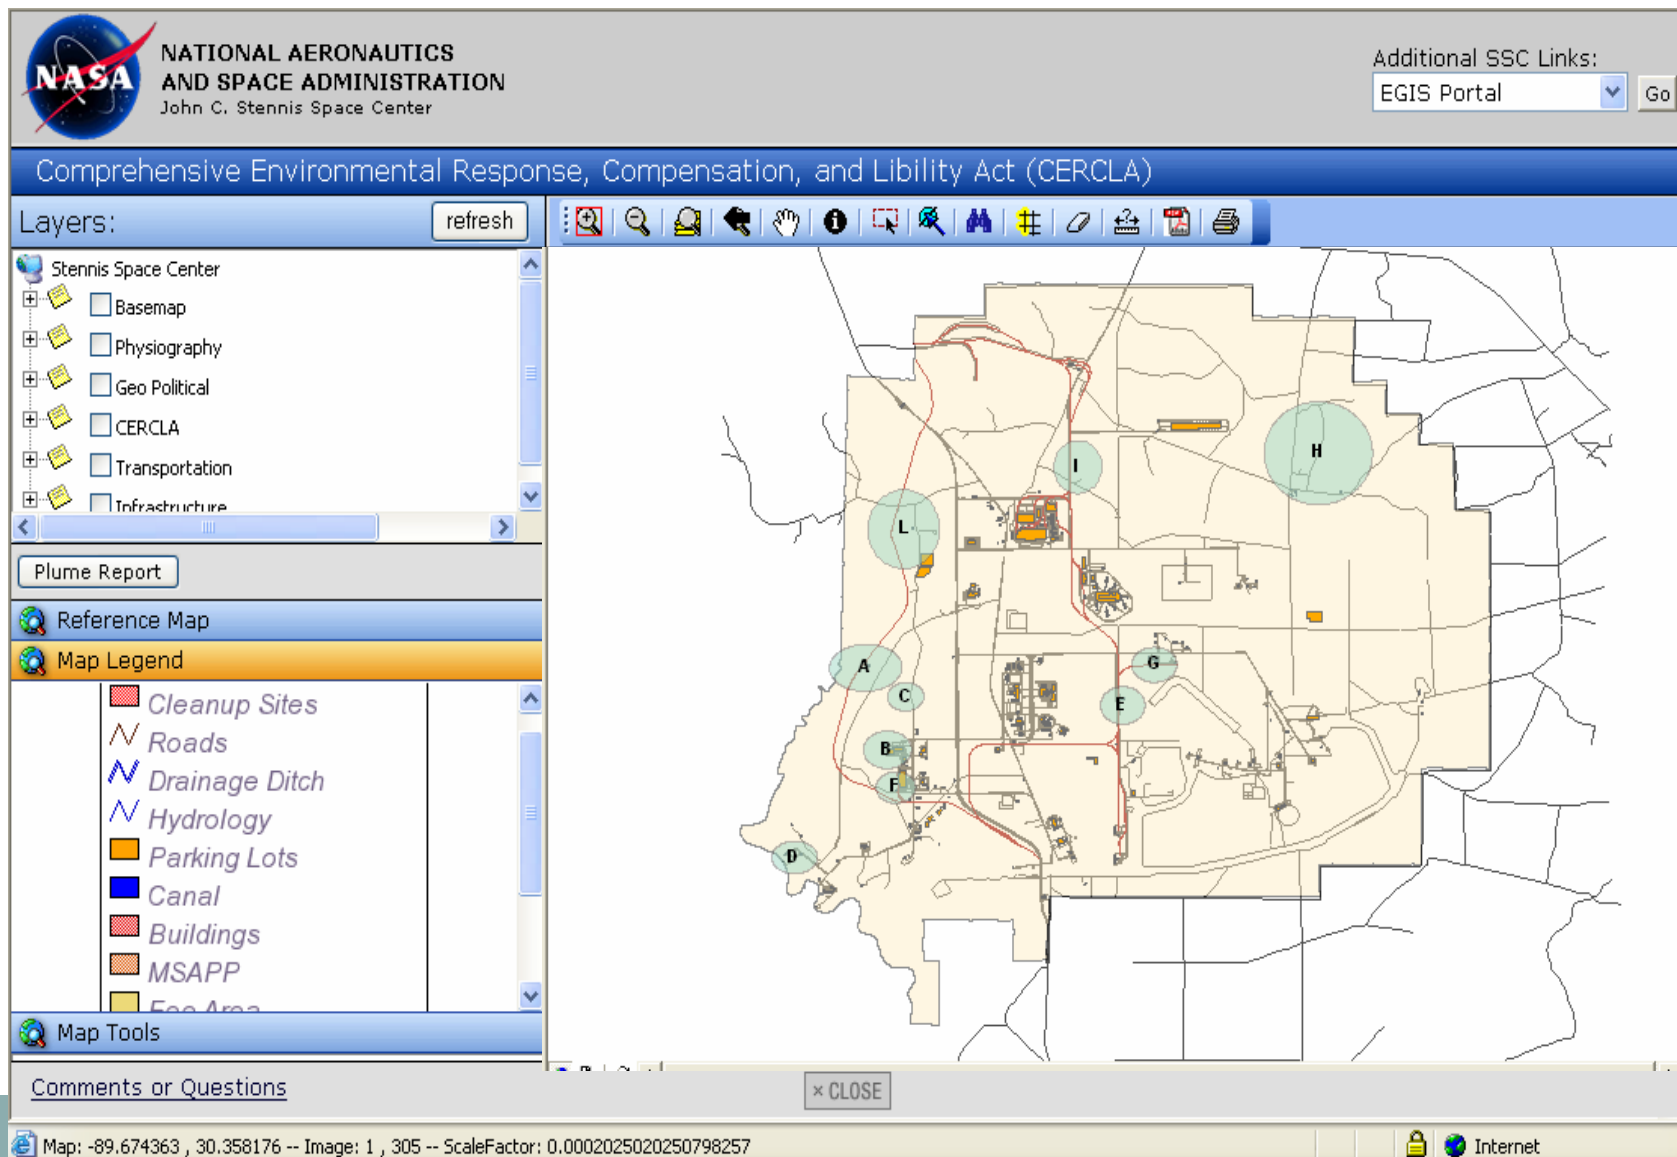 NASA
NATIONAL AERONAUTICS
AND SPACE ADMINISTRATION
John C. Stennis Space Center
Additional SSC Links:
EGIS Portal
Go
Comprehensive Environmental Response, Compensation, and Libility Act (CERCLA)
Layers:
refresh
Stennis Space Center
Basemap
Physiography
Geo Political
CERCLA
Transportation
Infrastructure
Plume Report
Reference Map
Map Legend
Cleanup Sites
Roads
Drainage Ditch
Hydrology
Parking Lots
Canal
Buildings
MSAPP
Fee Area
Map Tools
H
I
L
A
G
C
E
B
F
D
Comments or Questions
× CLOSE
Map: -89.674363 , 30.358176 -- Image: 1 , 305 -- ScaleFactor: 0.0002025020250798257
Internet